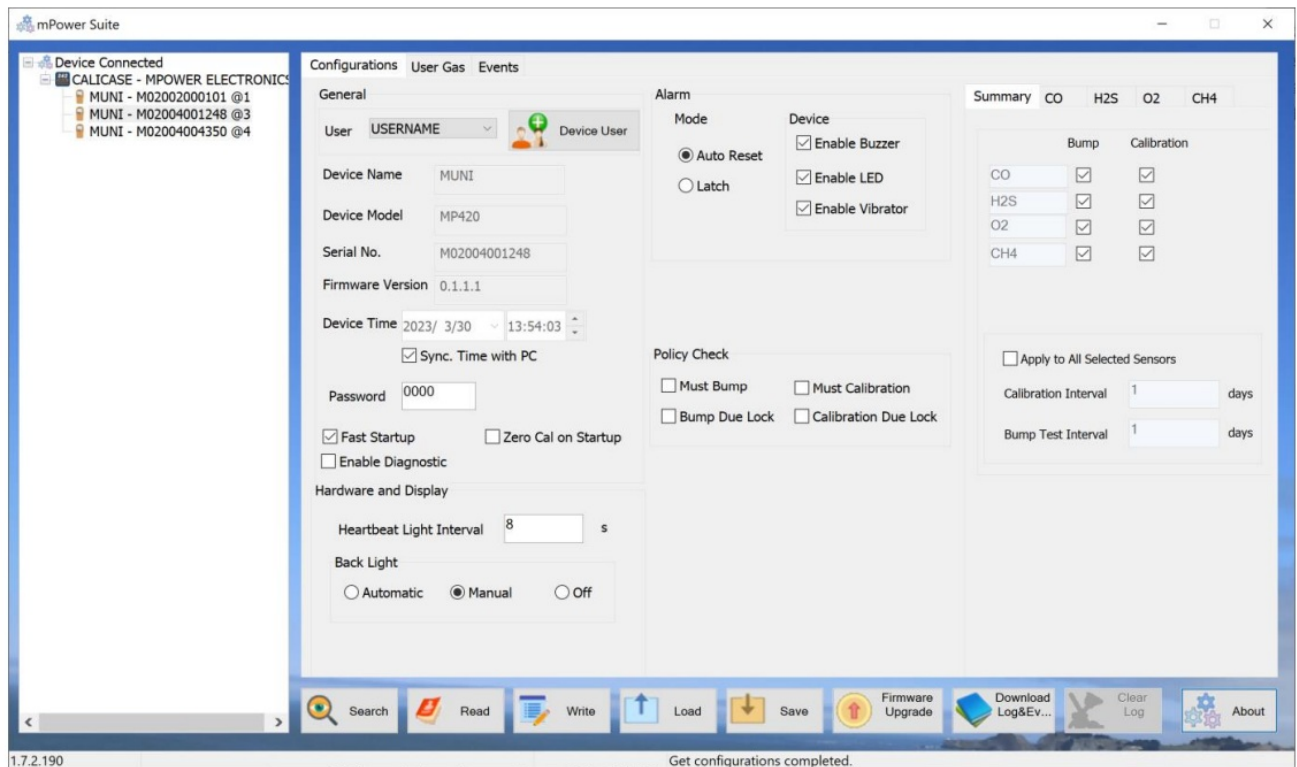 mPower Suite
Device Connected
CALICASE - MPOWER ELECTRONICS
MUNI - M02002000101 @1
MUNI - M02004001248 @3
MUNI - M02004004350 @4
Configurations User Gas Events
General
User USERNAME Device User
Device Name MUNI
Device Model MP420
Serial No. M02004001248
Firmware Version 0.1.1.1
Device Time 2023/ 3/30 13:54:03
Sync. Time with PC
Password 0000
Fast Startup Zero Cal on Startup
Enable Diagnostic
Hardware and Display
Heartbeat Light Interval 8 s
Back Light
Automatic Manual Off
Alarm
Mode
Auto Reset
Latch
Device
Enable Buzzer
Enable LED
Enable Vibrator
Policy Check
Must Bump Must Calibration
Bump Due Lock Calibration Due Lock
Summary CO H2S O2 CH4
Bump Calibration
CO
H2S
O2
CH4
Apply to All Selected Sensors
Calibration Interval 1 days
Bump Test Interval 1 days
Search Read Write Load Save Firmware Upgrade Download Log&Ev... Clear Log About
1.7.2.190 Get configurations completed.